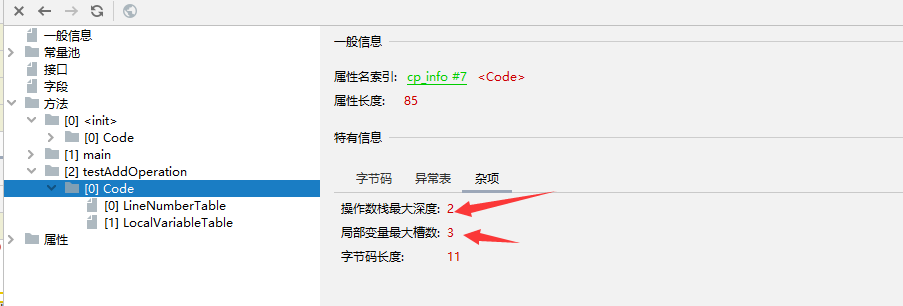 一般信息
常量池
接口
字段
方法
[0] <init>
[0] Code
[1] main
[2] testAddOperation
[0] Code
[0] LineNumberTable
[1] LocalVariableTable
属性
一般信息
属性名索引: cp_info #7 <Code>
属性长度: 85
特有信息
字节码 异常表 杂项
操作数栈最大深度: 2
局部变量最大槽数: 3
字节码长度: 11